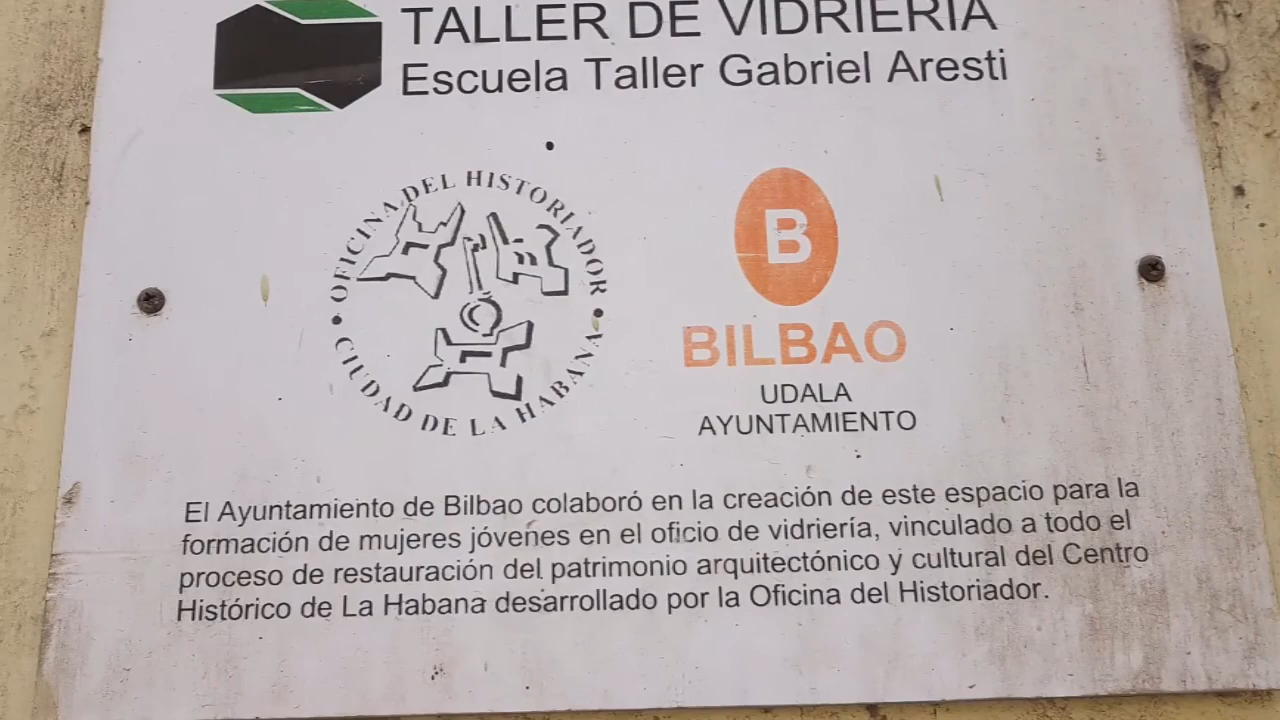 TALLER DE VIDRIERÍA
Escuela Taller Gabriel Aresti
OFICINA DEL HISTORIADOR
• CIUDAD DE LA HABANA •
B
BILBAO
UDALA
AYUNTAMIENTO
El Ayuntamiento de Bilbao colaboró en la creación de este espacio para la
formación de mujeres jóvenes en el oficio de vidriería, vinculado a todo el
proceso de restauración del patrimonio arquitectónico y cultural del Centro
Histórico de La Habana desarrollado por la Oficina del Historiador.